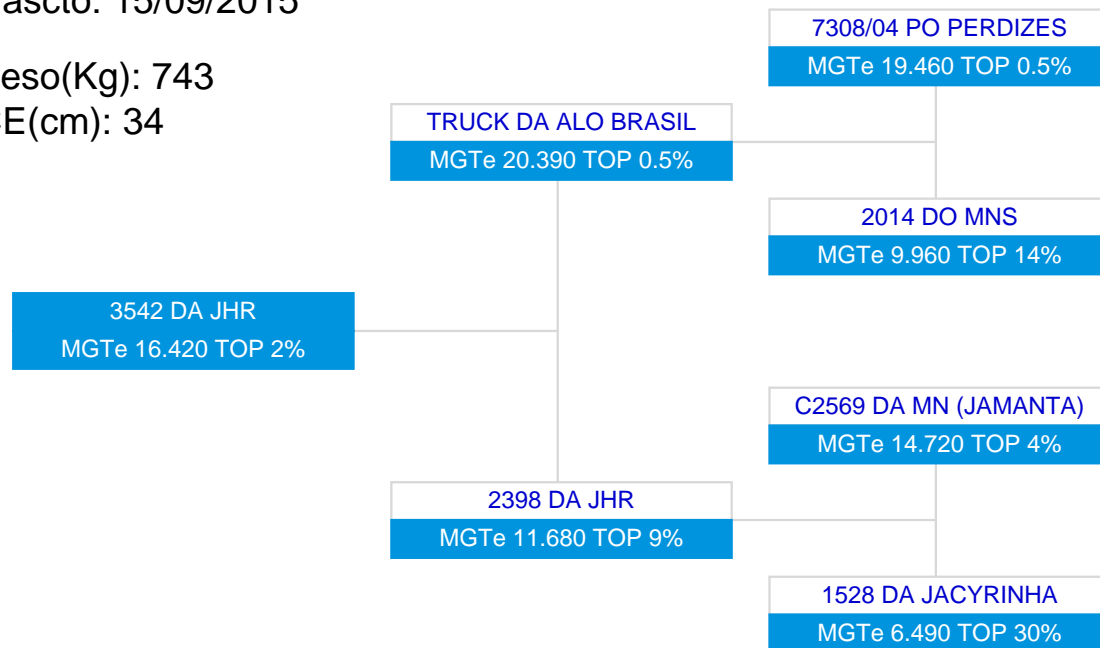 ascto: 15/09/2015
eso(Kg): 743
E(cm): 34
7308/04 PO PERDIZES
MGTe 19.460 TOP 0.5%
TRUCK DA ALO BRASIL
MGTe 20.390 TOP 0.5%
2014 DO MNS
MGTe 9.960 TOP 14%
3542 DA JHR
MGTe 16.420 TOP 2%
C2569 DA MN (JAMANTA)
MGTe 14.720 TOP 4%
2398 DA JHR
MGTe 11.680 TOP 9%
1528 DA JACYRINHA
MGTe 6.490 TOP 30%